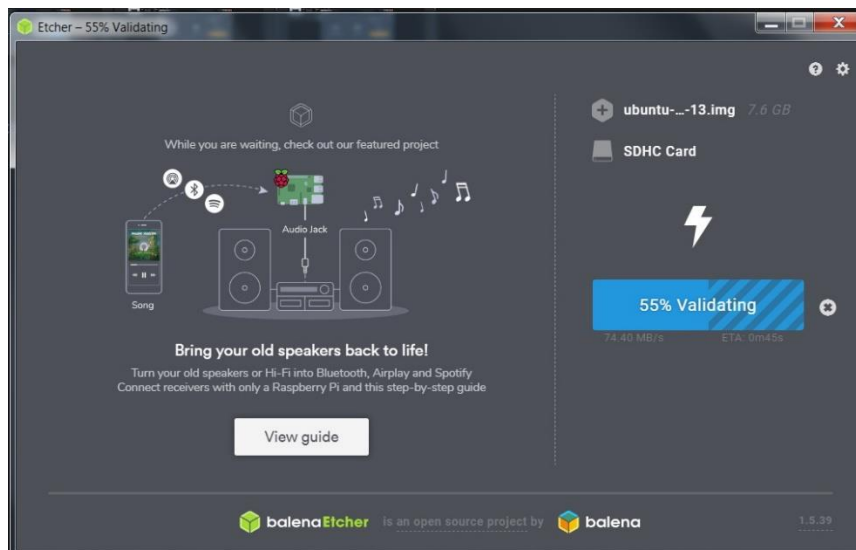 Etcher – 55% Validating
While you are waiting, check out our featured project
Audio Jack
Song
Bring your old speakers back to life!
Turn your old speakers or Hi-Fi into Bluetooth, Airplay and Spotify
Connect receivers with only a Raspberry Pi and this step-by-step guide
View guide
ubuntu-...-13.img 7.6 GB
SDHC Card
55% Validating
74.40 MB/s ETA: 0m45s
balenaEtcher is an open source project by balena 1.5.39